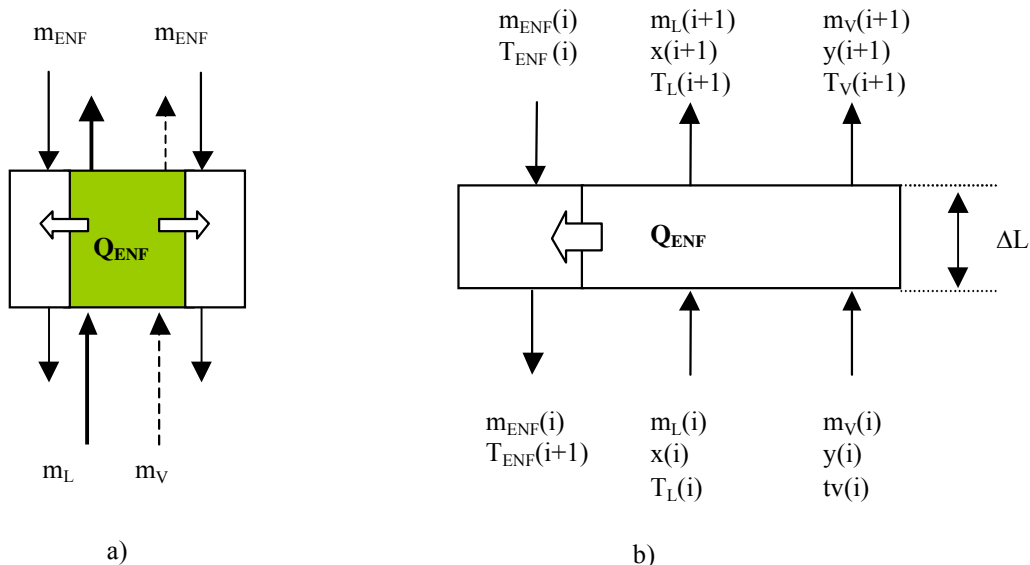 m_ENF m_ENF
Q_ENF
m_L m_V
a)
m_ENF(i) m_L(i+1) m_V(i+1)
T_ENF (i) x(i+1) y(i+1)
T_L(i+1) T_V(i+1)
Q_ENF
ΔL
m_ENF(i) m_L(i) m_V(i)
T_ENF(i+1) x(i) y(i)
T_L(i) tv(i)
b)